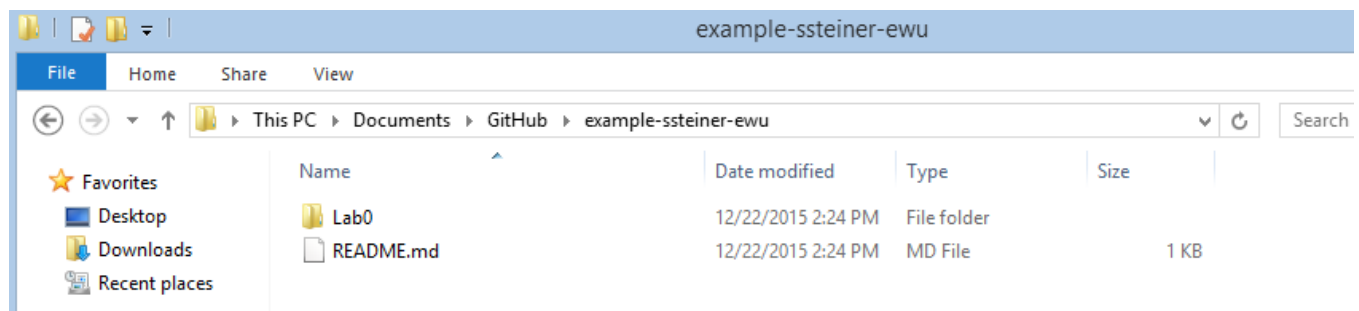 example-ssteiner-ewu
File Home Share View
This PC Documents GitHub example-ssteiner-ewu Search
Favorites Name Date modified Type Size
Desktop Lab0 12/22/2015 2:24 PM File folder
Downloads README.md 12/22/2015 2:24 PM MD File 1 KB
Recent places